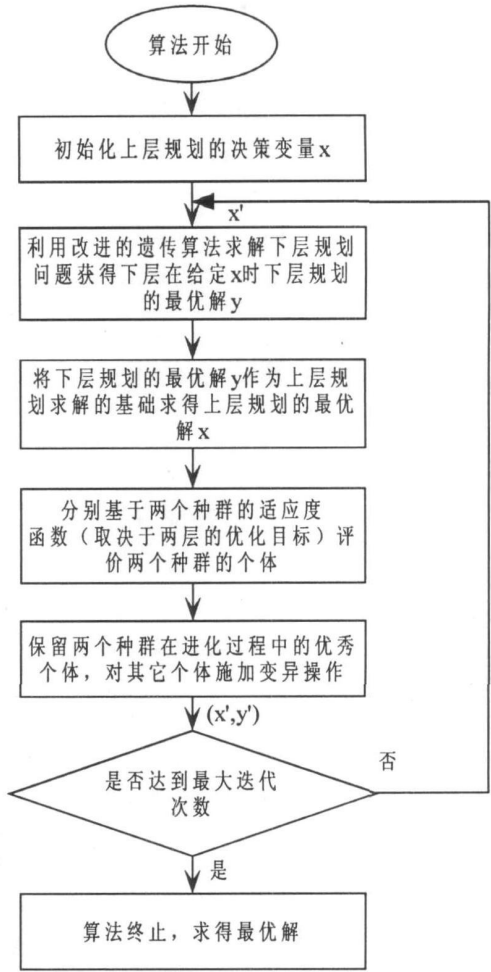 算法开始
初始化上层规划的决策变量x
x'
利用改进的遗传算法求解下层规划
问题获得下层在给定x时下层规划
的最优解y
将下层规划的最优解y作为上层规
划求解的基础求得上层规划的最优
解x
分别基于两个种群的适应度
函数（取决于两层的优化目标）评
价两个种群的个体
保留两个种群在进化过程中的优秀
个体，对其它个体施加变异操作
(x',y')
否
是否达到最大迭代
次数
是
算法终止，求得最优解